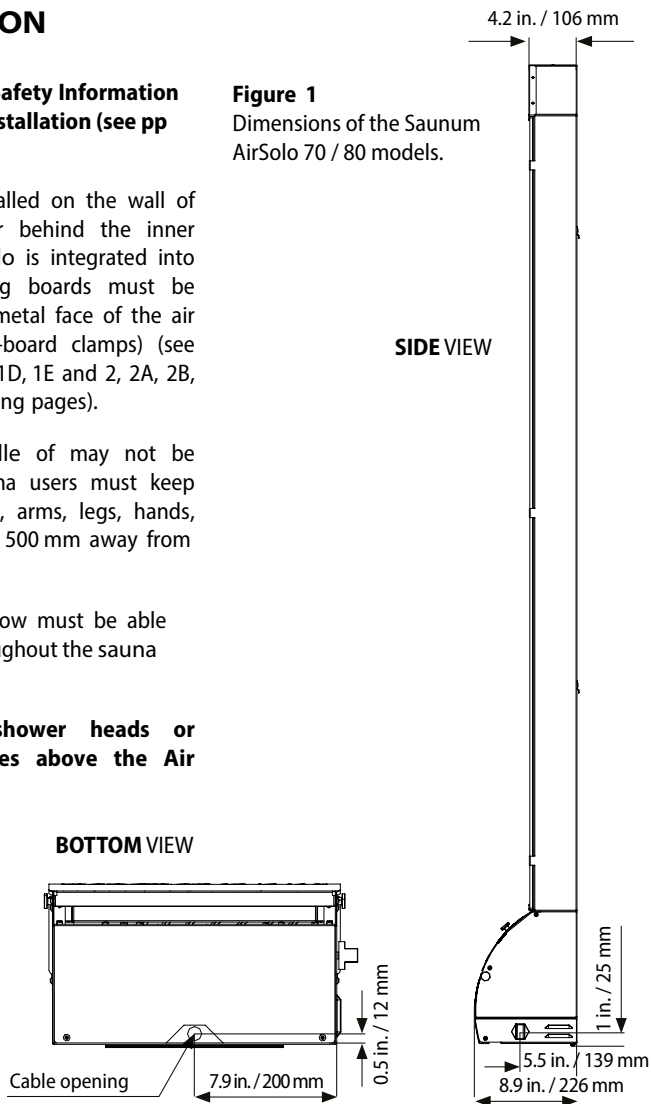 ON
afety Information
stallation (see pp
alled on the wall of
r behind the inner
lo is integrated into
g boards must be
metal face of the air
-board clamps) (see
1D, 1E and 2, 2A, 2B,
ing pages).
lle of may not be
na users must keep
, arms, legs, hands,
500 mm away from
ow must be able
ughout the sauna
shower heads or
es above the Air
Figure 1
Dimensions of the Saunum
AirSolo 70 / 80 models.
4.2 in. / 106 mm
SIDE VIEW
BOTTOM VIEW
Cable opening
7.9 in. / 200 mm
0.5 in. / 12 mm
1 in. / 25 mm
5.5 in. / 139 mm
8.9 in. / 226 mm